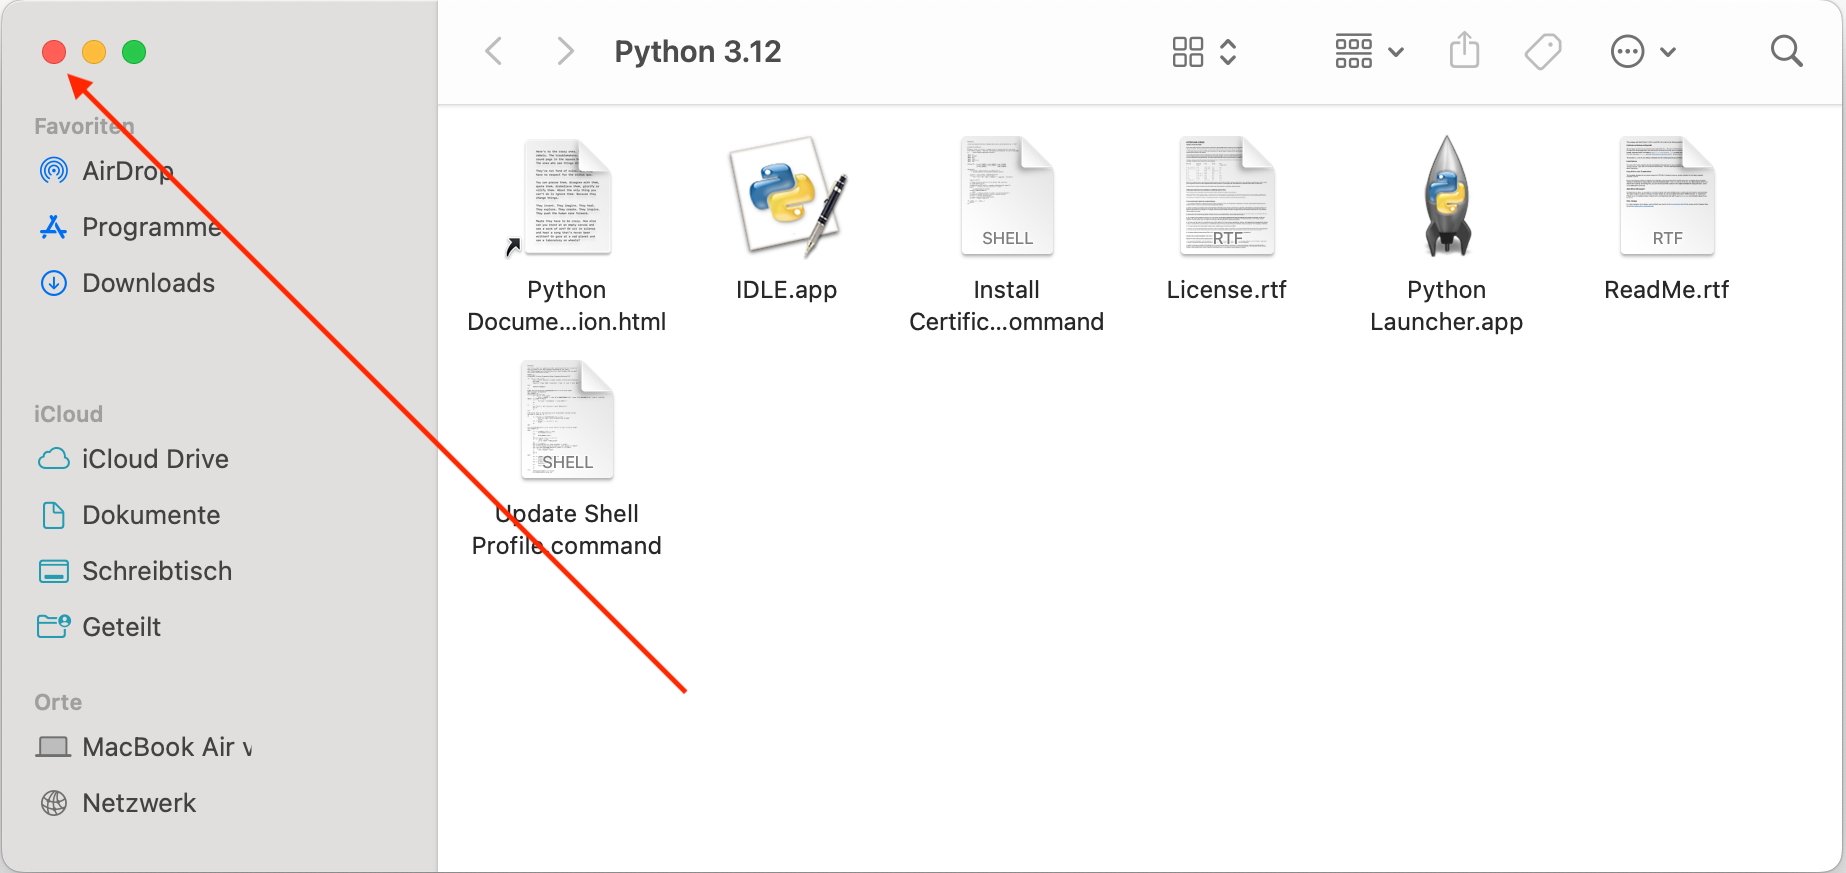 Python 3.12
Favoriten
AirDrop
Programme
Downloads
iCloud
iCloud Drive
Dokumente
Schreibtisch
Geteilt
Orte
MacBook Air v
Netzwerk
Python
Docume...ion.html
IDLE.app
SHELL
Install
Certific...ommand
RTF
License.rtf
Python
Launcher.app
RTF
ReadMe.rtf
SHELL
Update Shell
Profile.command